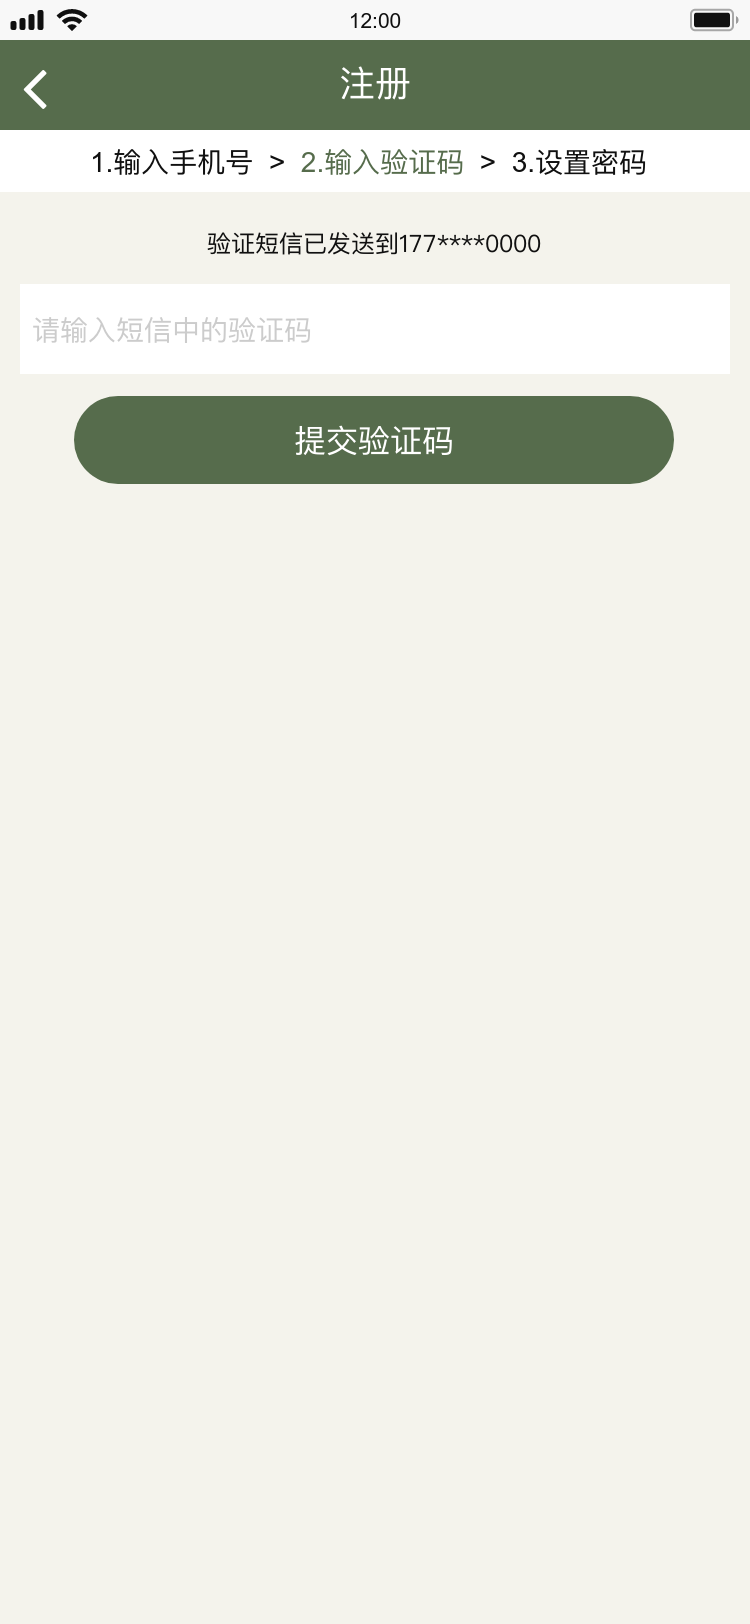 12:00
注册
1.输入手机号 > 2.输入验证码 > 3.设置密码
验证短信已发送到177****0000
请输入短信中的验证码
提交验证码